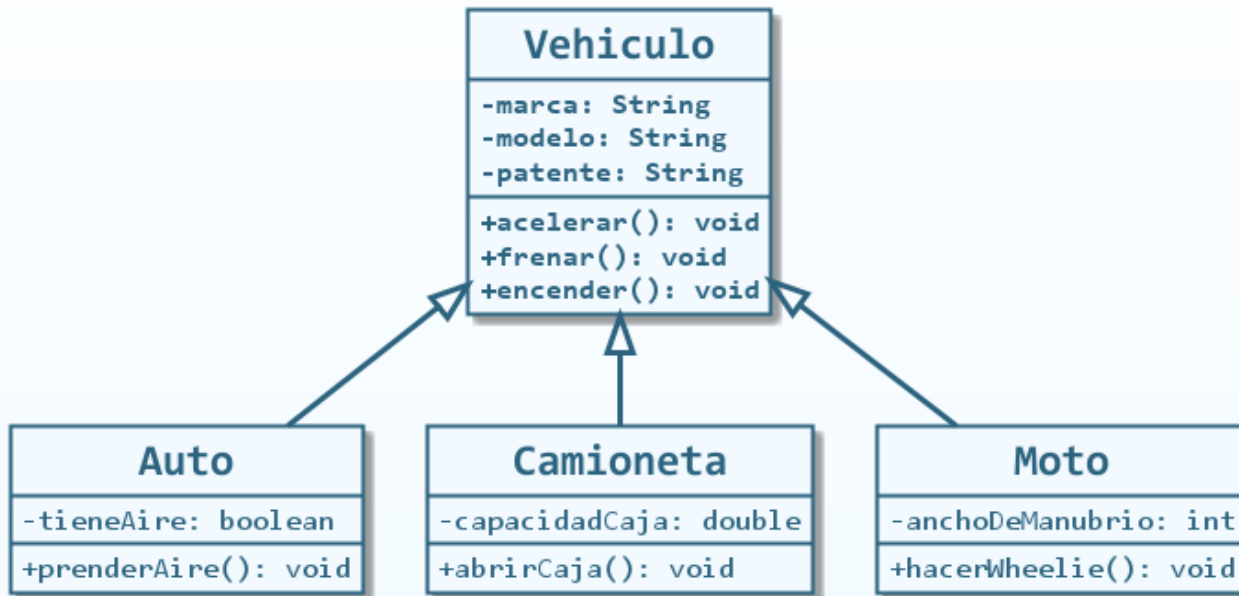 Vehiculo
-marca: String
-modelo: String
-patente: String
+acelerar(): void
+frenar(): void
+encender(): void
Auto
-tieneAire: boolean
+prenderAire(): void
Camioneta
-capacidadCaja: double
+abrirCaja(): void
Moto
-anchoDeManubrio: int
+hacerWheelie(): void